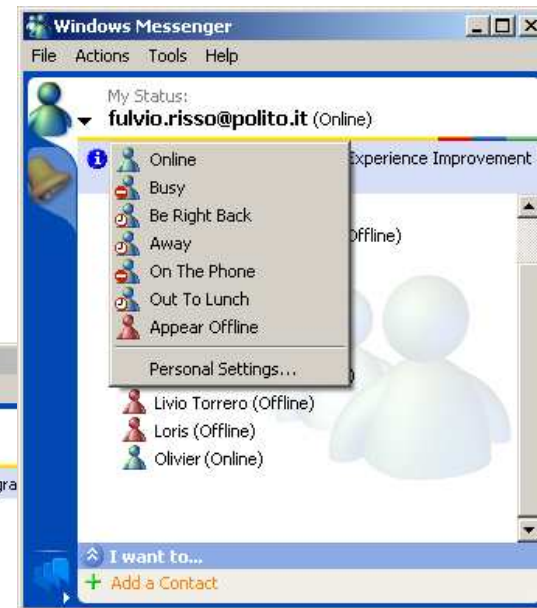 Windows Messenger
File Actions Tools Help
My Status:
fulvio.risso@polito.it (Online)
Experience Improvement
Online
Busy
Be Right Back
Away
On The Phone
Out To Lunch
Appear Offline
Personal Settings...
Livio Torrero (Offline)
Loris (Offline)
Olivier (Online)
I want to...
+ Add a Contact